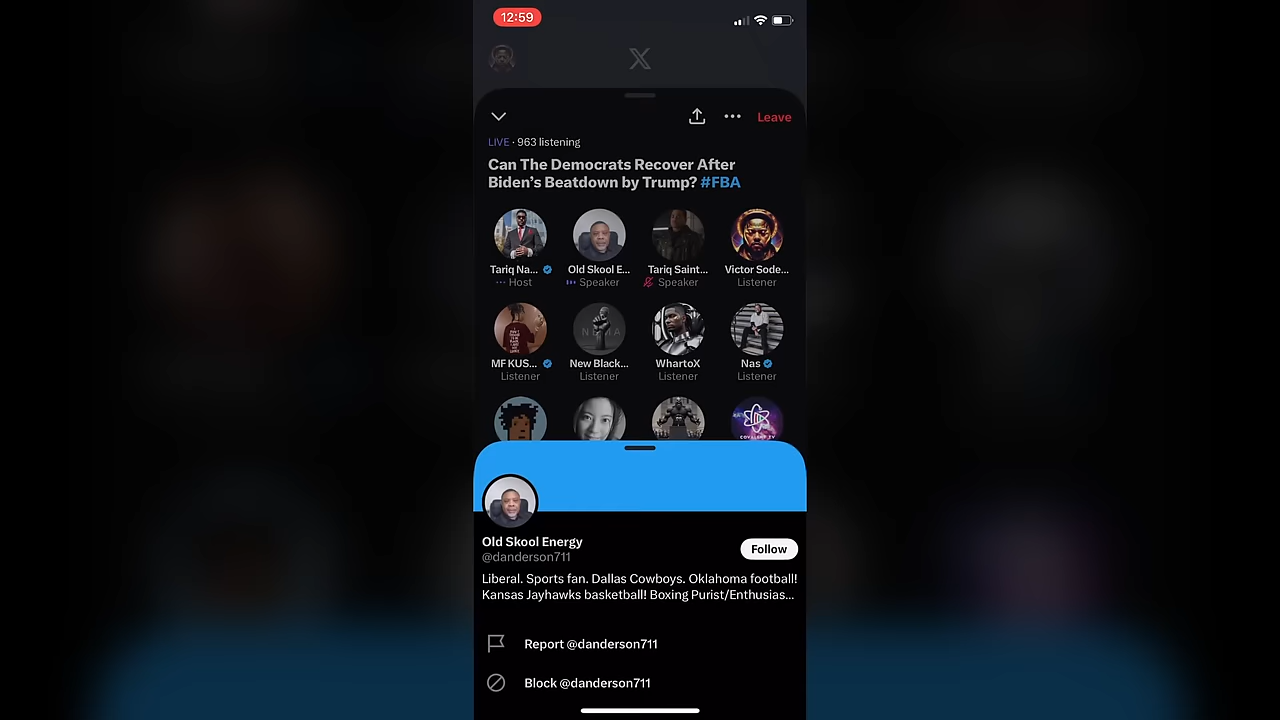 12:59
Leave
LIVE · 963 listening
Can The Democrats Recover After
Biden's Beatdown by Trump? #FBA
Tariq Na... Old Skool E... Tariq Saint... Victor Sode...
Host Speaker Speaker Listener
MF KUS... New Black... WhartoX Nas
Listener Listener Listener Listener
COVALENT TV
Old Skool Energy
Follow
@danderson711
Liberal. Sports fan. Dallas Cowboys. Oklahoma football!
Kansas Jayhawks basketball! Boxing Purist/Enthusias...
Report @danderson711
Block @danderson711